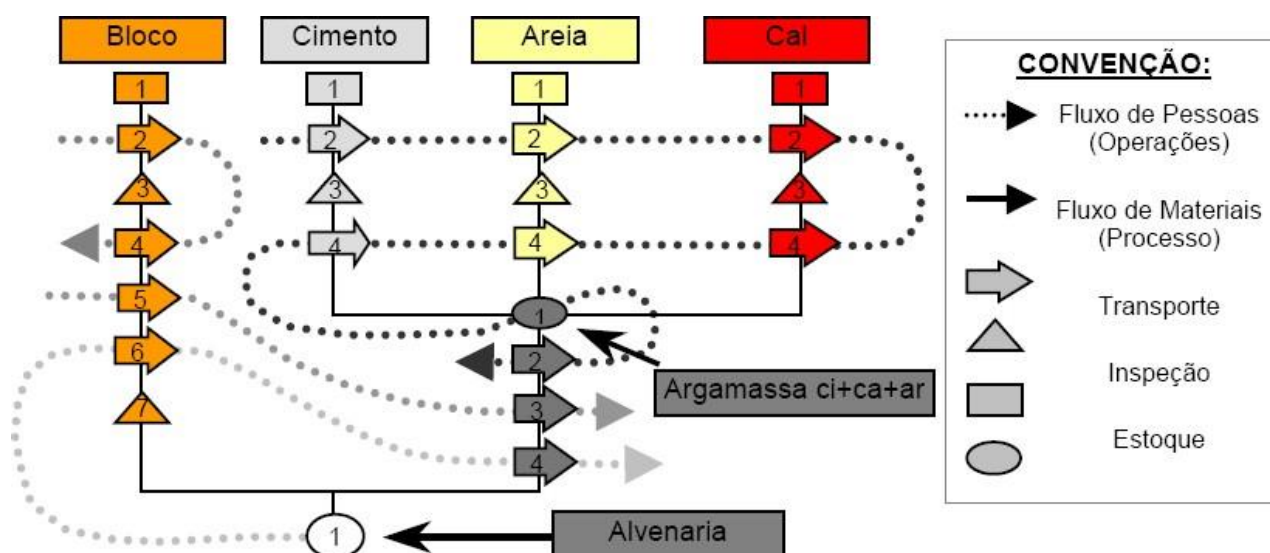 Bloco
Cimento
Areia
Cal
1
1
1
1
2
2
2
2
3
3
3
3
4
4
4
4
5
1
6
2
7
3
4
1
Argamassa ci+ca+ar
Alvenaria
CONVENÇÃO:
Fluxo de Pessoas
(Operações)
Fluxo de Materiais
(Processo)
Transporte
Inspeção
Estoque